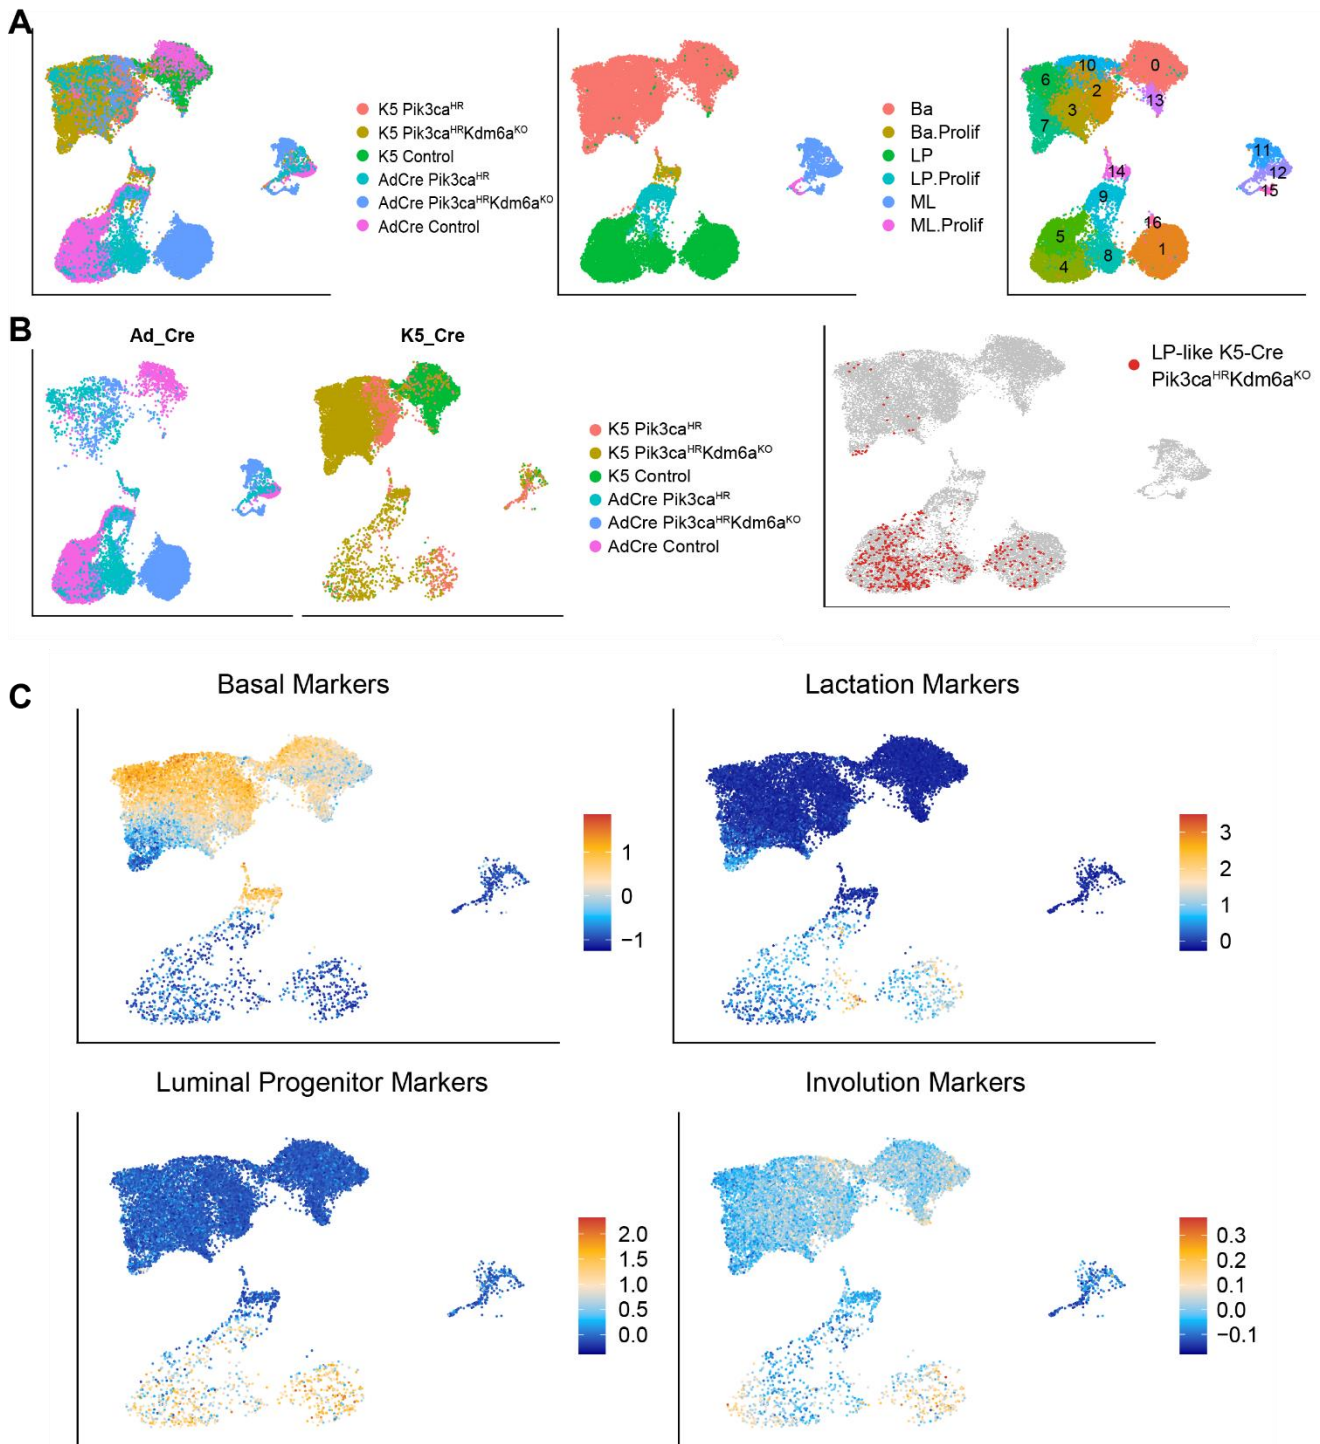 A
K5 Pik3caHR
K5 Pik3caHRKdm6aKO
K5 Control
AdCre Pik3caHR
AdCre Pik3caHRKdm6aKO
AdCre Control
Ba
Ba.Prolif
LP
LP.Prolif
ML
ML.Prolif
10
0
6
2
3
13
7
11
12
14
15
9
16
5
1
8
4
B
Ad_Cre
K5_Cre
K5 Pik3caHR
K5 Pik3caHRKdm6aKO
K5 Control
AdCre Pik3caHR
AdCre Pik3caHRKdm6aKO
AdCre Control
LP-like K5-Cre
Pik3caHRKdm6aKO
C
Basal Markers
1
0
−1
Lactation Markers
3
2
1
0
Luminal Progenitor Markers
2.0
1.5
1.0
0.5
0.0
Involution Markers
0.3
0.2
0.1
0.0
−0.1